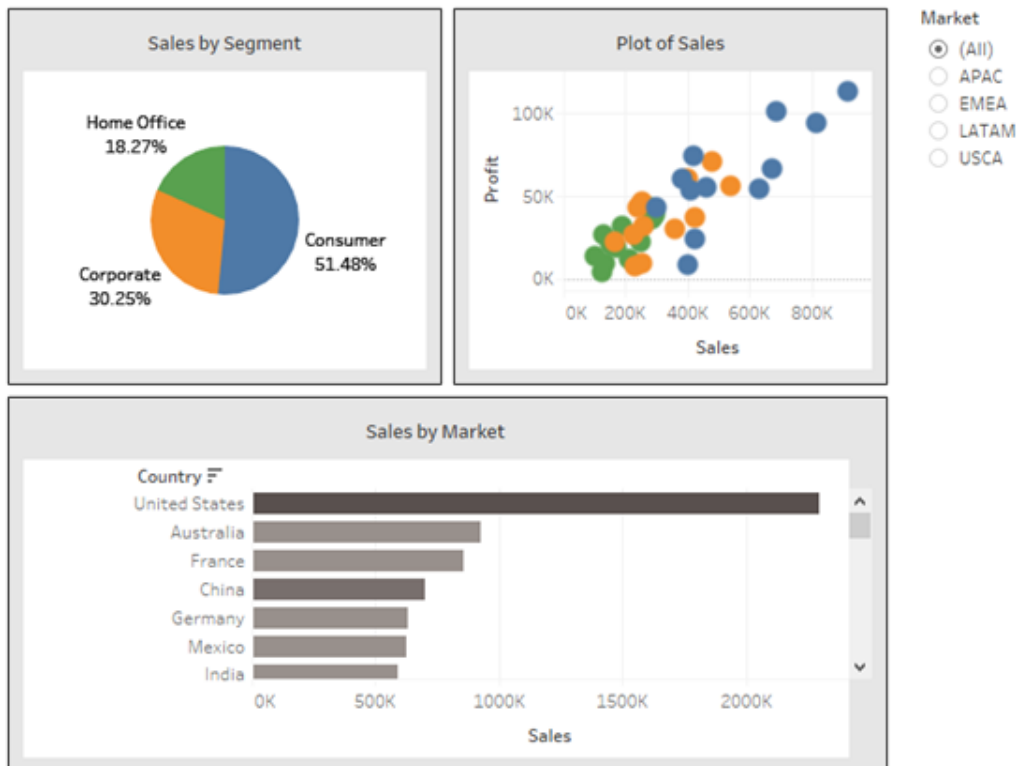 Sales by Segment
Home Office
18.27%
Consumer
51.48%
Corporate
30.25%
Plot of Sales
Profit
100K
50K
0K
0K 200K 400K 600K 800K
Sales
Market
(All)
APAC
EMEA
LATAM
USCA
Sales by Market
Country
United States
Australia
France
China
Germany
Mexico
India
0K 500K 1000K 1500K 2000K
Sales